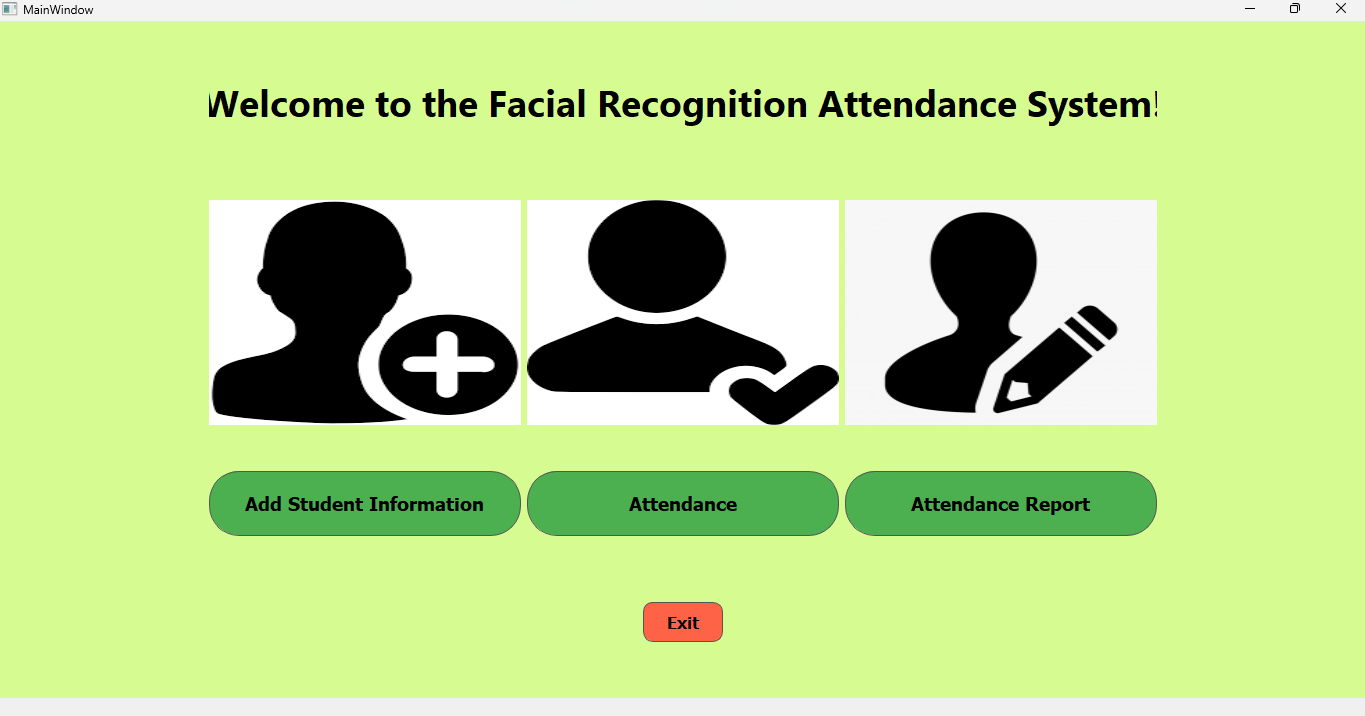 MainWindow
Welcome to the Facial Recognition Attendance System!
Add Student Information
Attendance
Attendance Report
Exit